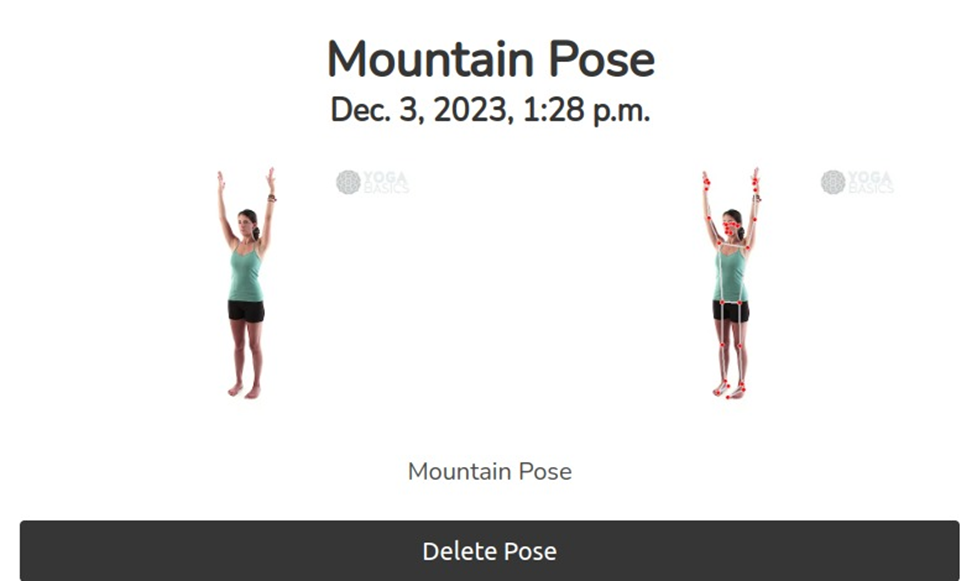 Mountain Pose
Dec. 3, 2023, 1:28 p.m.
YOGA
BASICS
YOGA
BASICS
Mountain Pose
Delete Pose